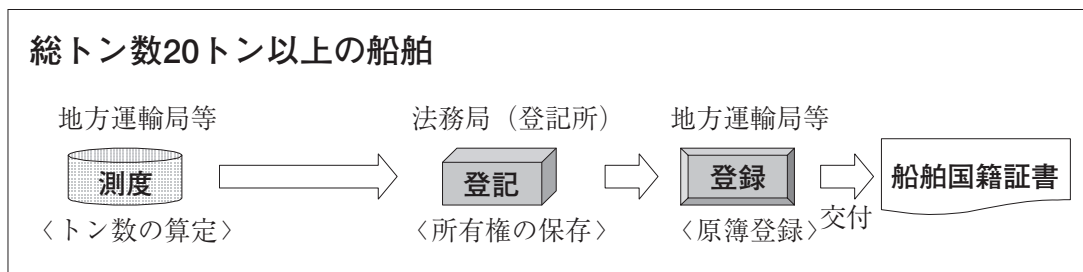 総トン数20トン以上の船舶
地方運輸局等
法務局（登記所）
地方運輸局等
測度
登記
登録
船舶国籍証書
〈トン数の算定〉
〈所有権の保存〉
〈原簿登録〉
交付